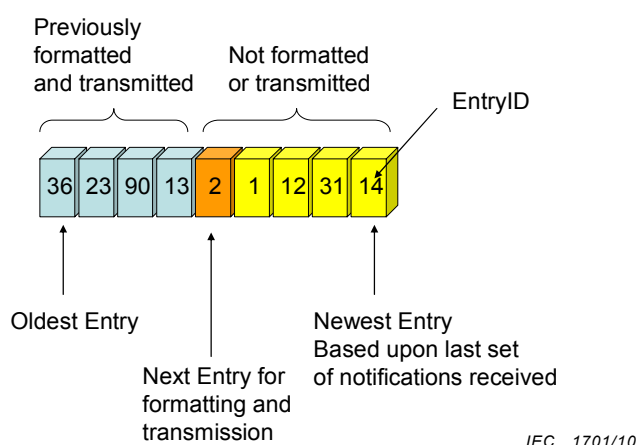 Previously
formatted
and transmitted
Not formatted
or transmitted
EntryID
36 23 90 13 2 1 12 31 14
Oldest Entry
Next Entry for
formatting and
transmission
Newest Entry
Based upon last set
of notifications received
IEC 1701/10